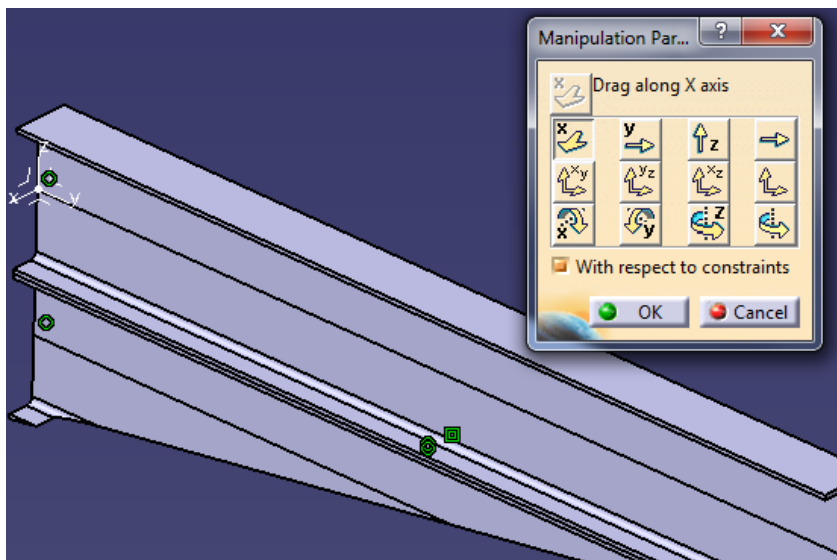 Manipulation Par...
?
X
x
Drag along X axis
x
y
z
xy
yz
xz
x
y
z
With respect to constraints
OK
Cancel
z
x
y